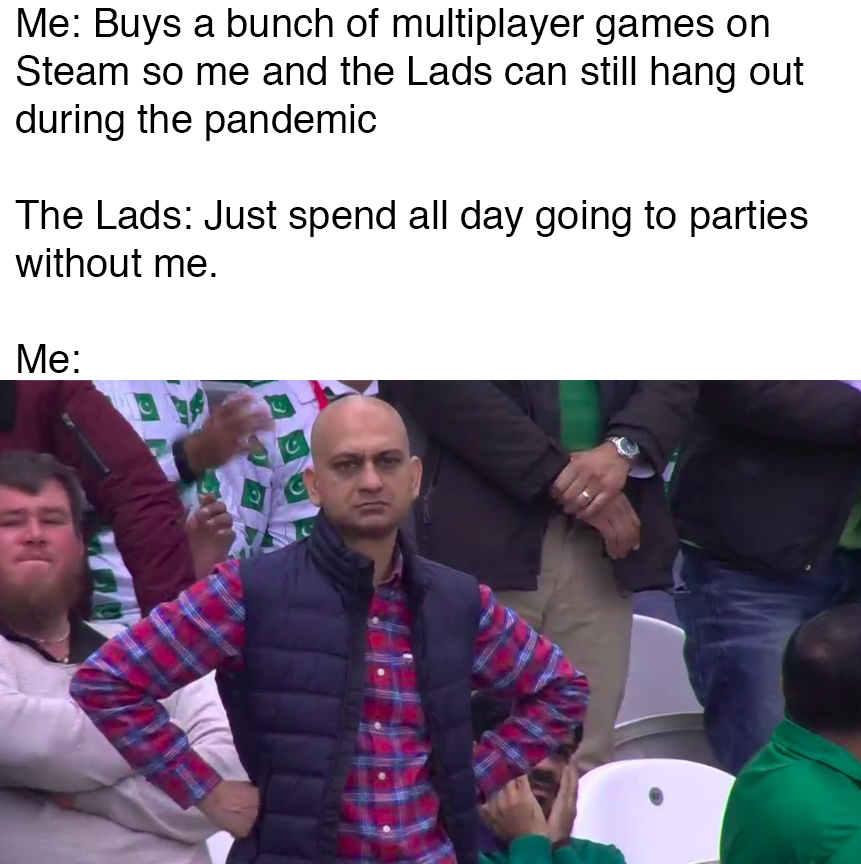 Me: Buys a bunch of multiplayer games on
Steam so me and the Lads can still hang out
during the pandemic
The Lads: Just spend all day going to parties
without me.
Me: